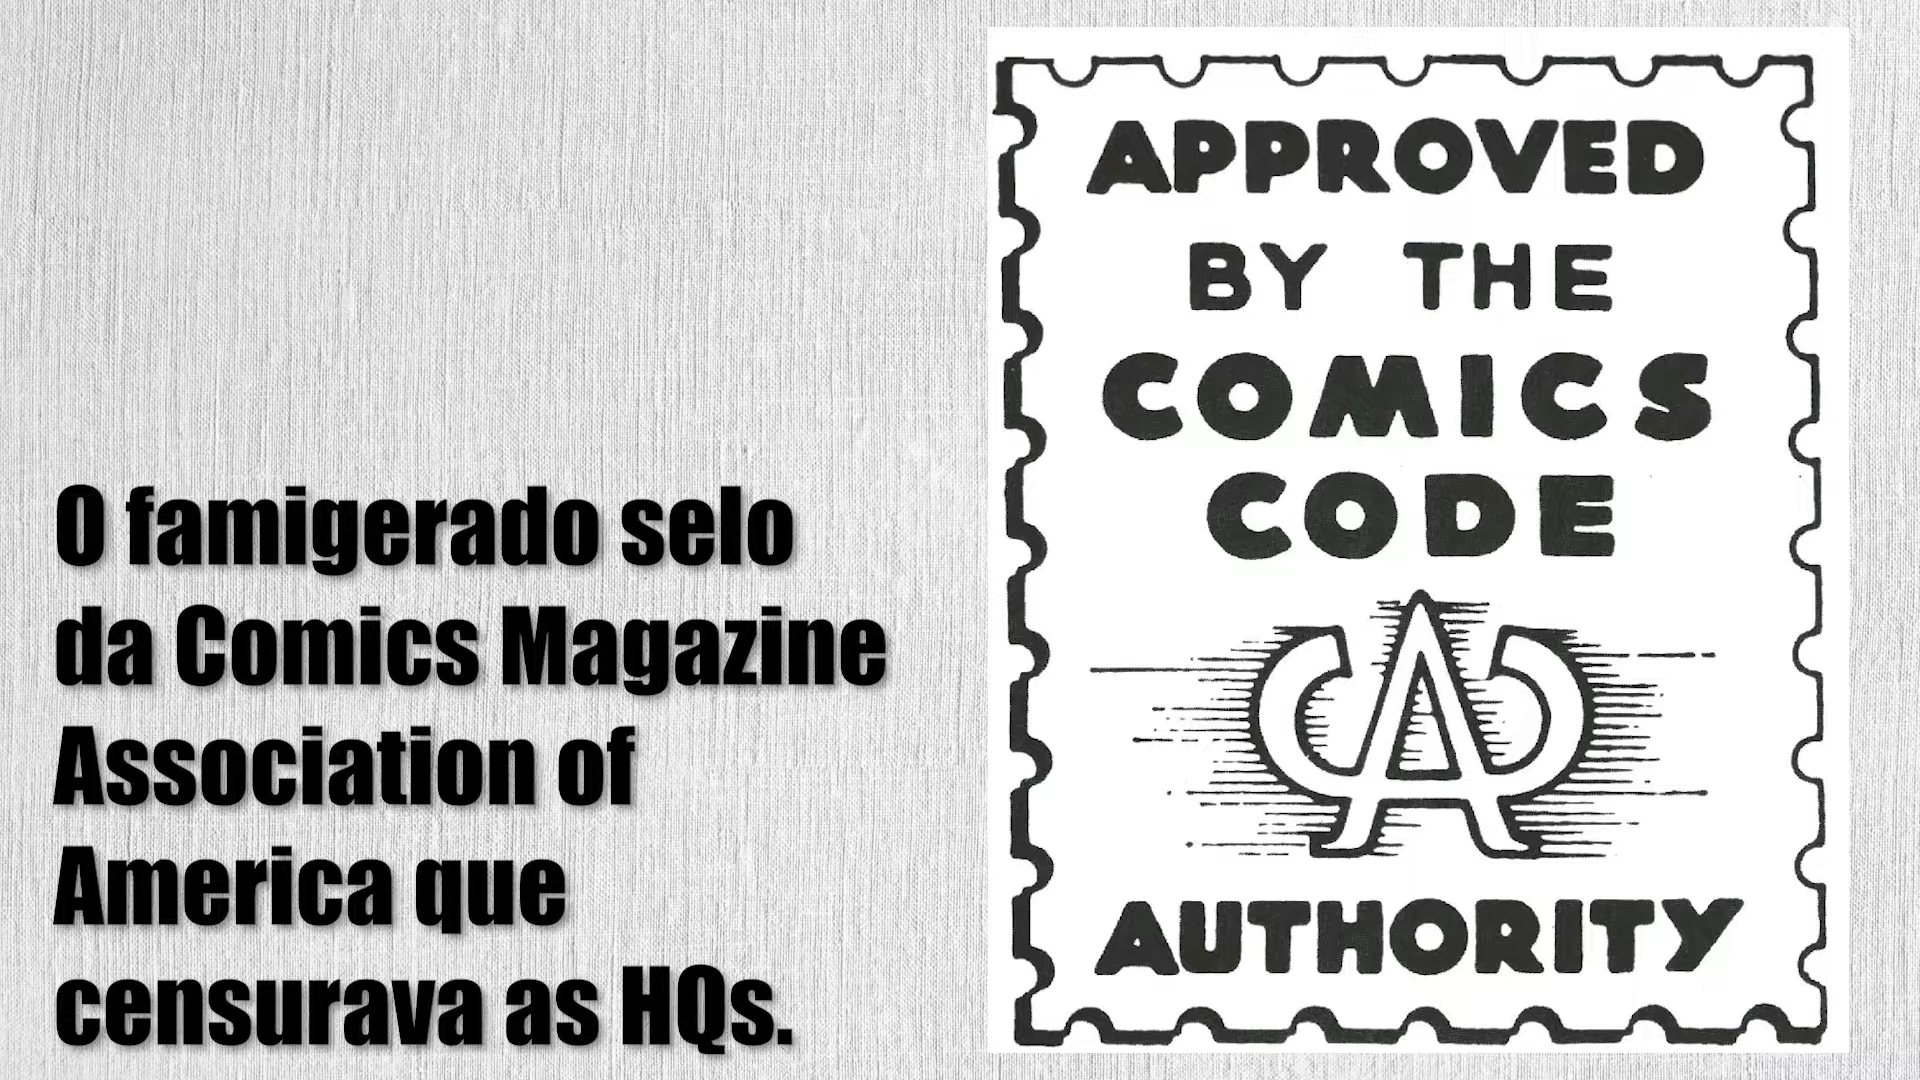 O famigerado selo
da Comics Magazine
Association of
America que
censurava as HQs.
APPROVED
BY THE
COMICS
CODE
CA
AUTHORITY